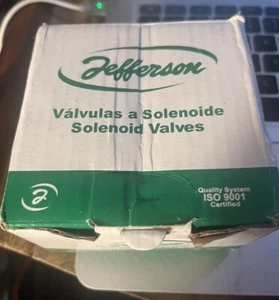 Jefferson
Válvulas a Solenoide
Solenoid Valves
Quality System
ISO 9001
Certified